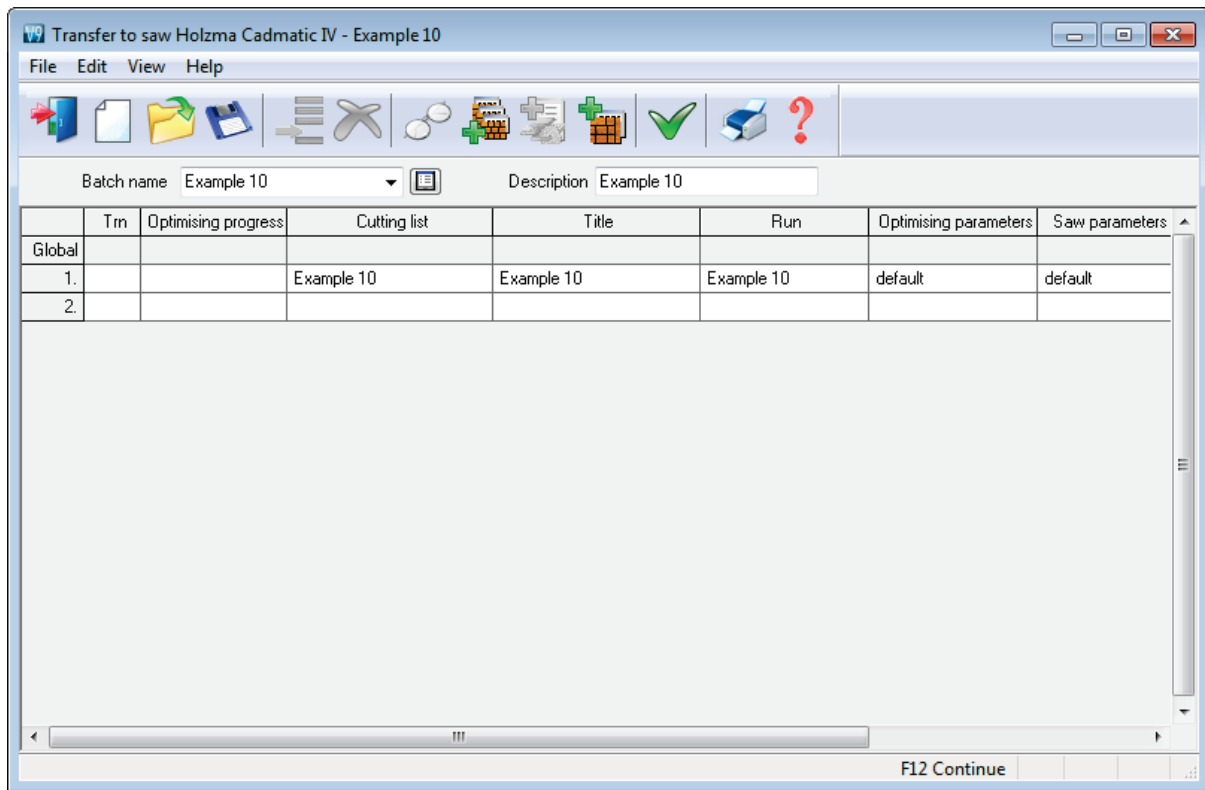 V9 Transfer to saw Holzma Cadmatic IV - Example 10
File Edit View Help
?
Batch name Example 10 Description Example 10
Trn Optimising progress Cutting list Title Run Optimising parameters Saw parameters
Global
1. Example 10 Example 10 Example 10 default default
2.
F12 Continue